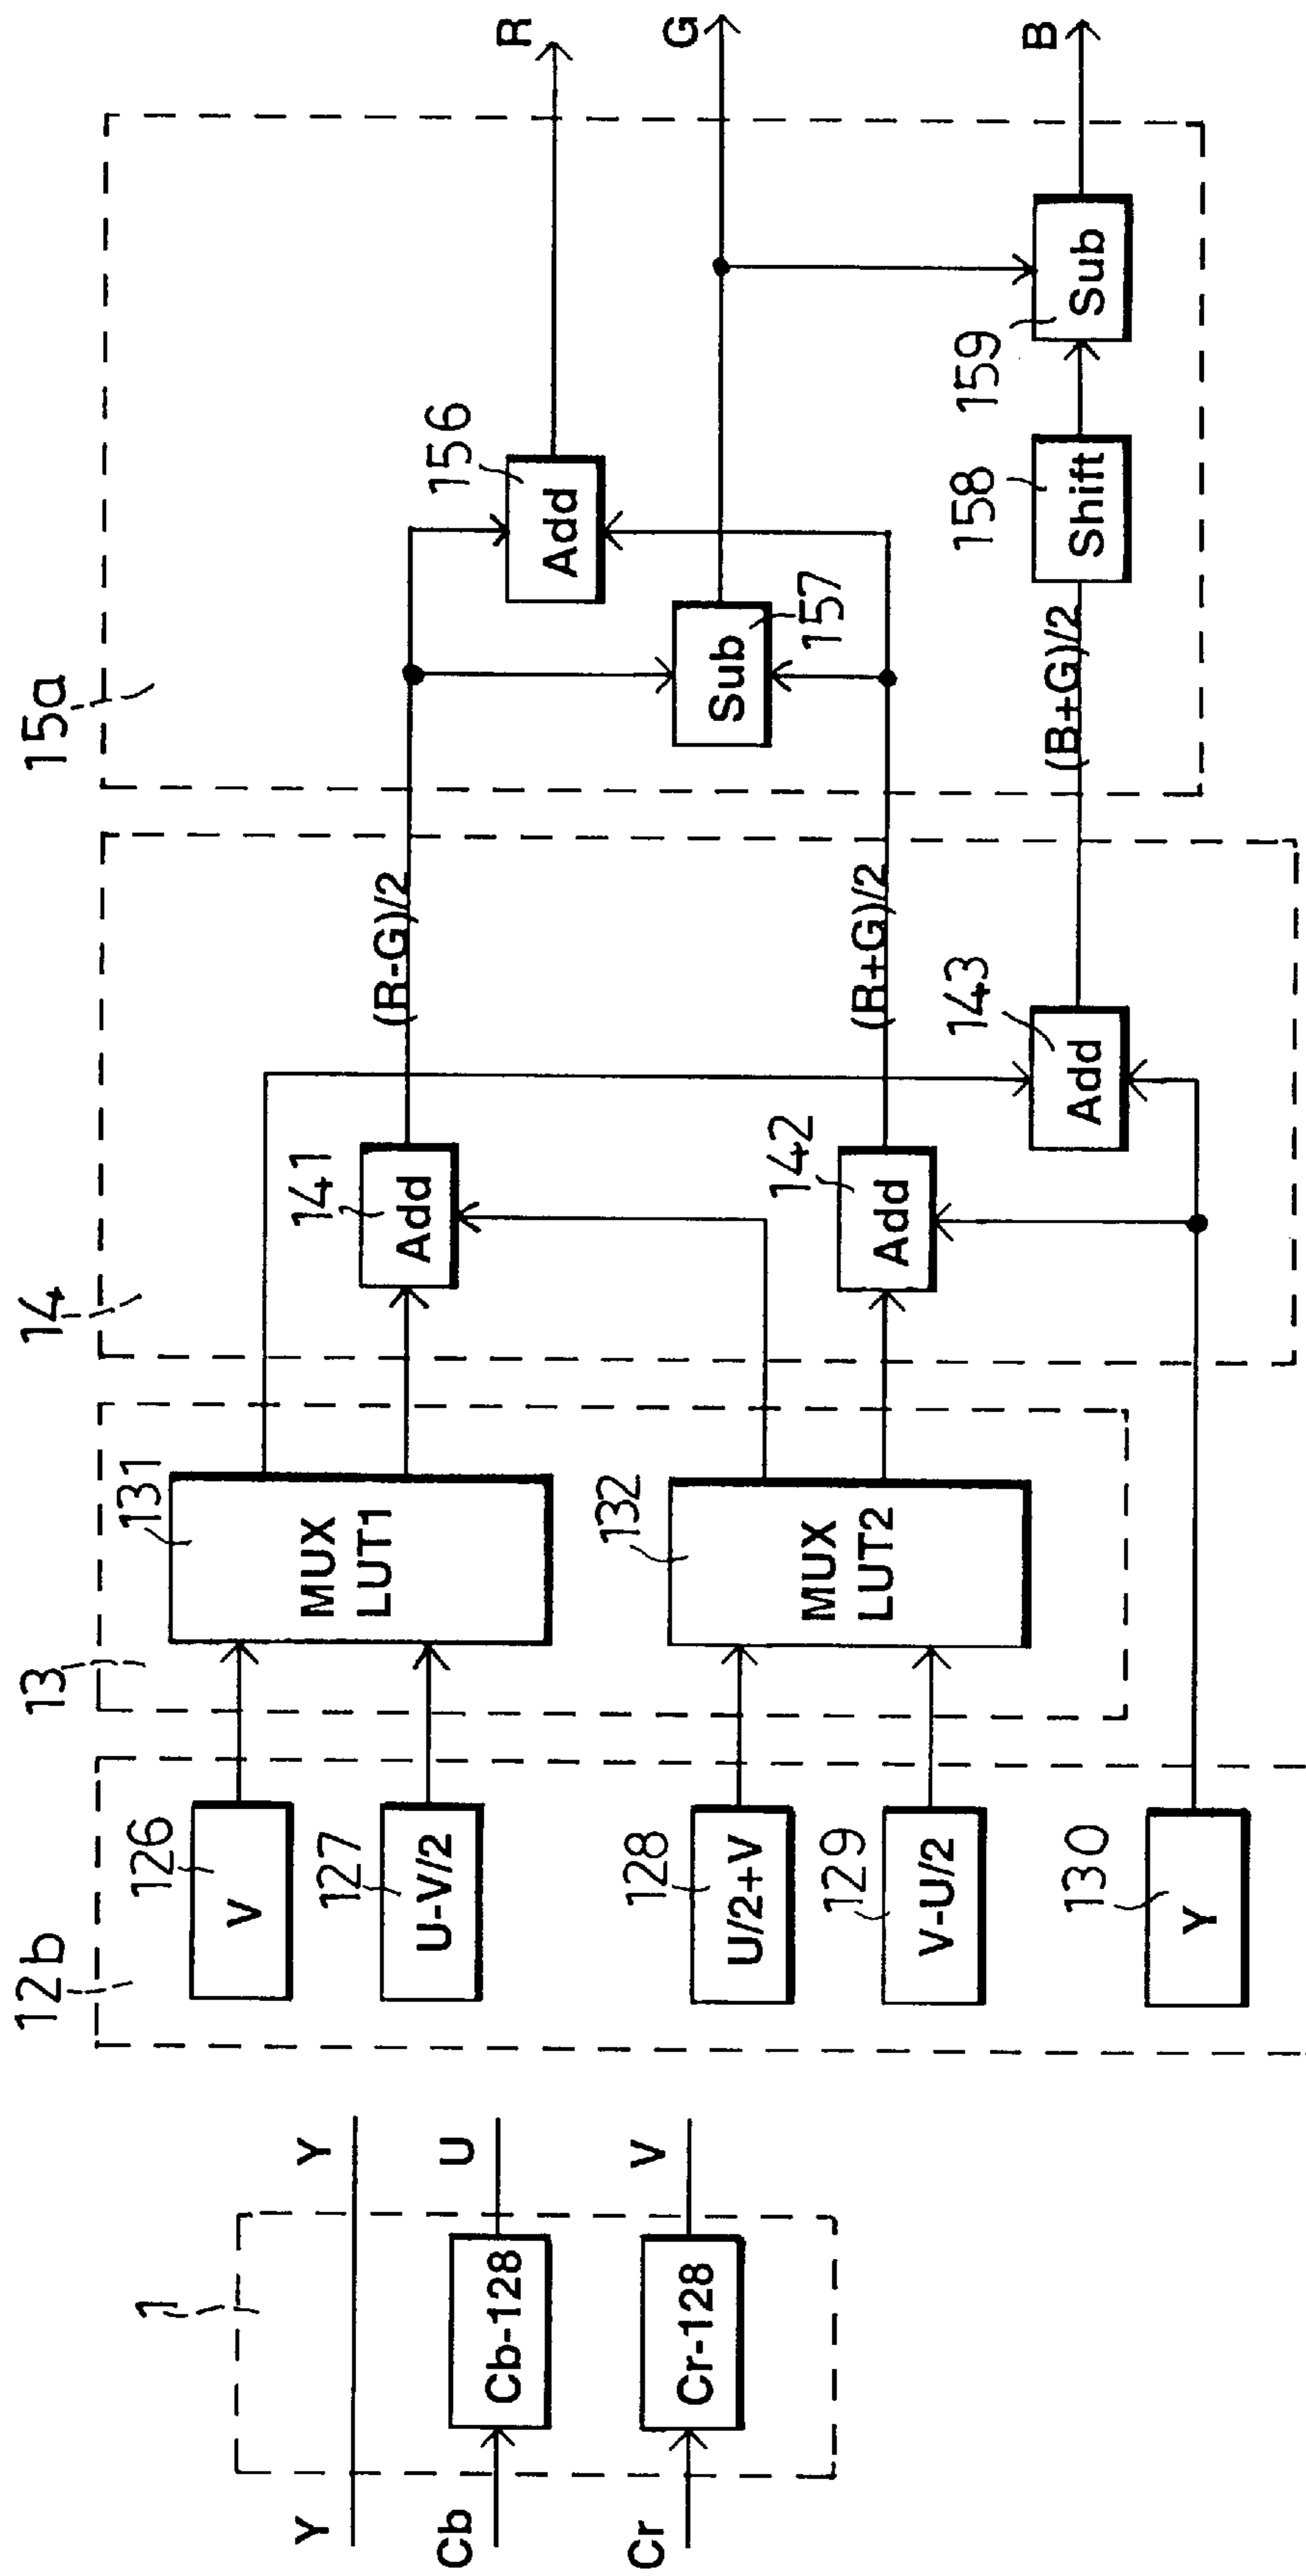 1
Y
Y
Cb
Cb-128
U
Cr
Cr-128
V
12b
126
V
127
U-V/2
128
U/2+V
129
V-U/2
130
Y
13
131
MUX
LUT1
132
MUX
LUT2
14
141
Add
142
Add
143
Add
(R-G)/2
(R+G)/2
(B+G)/2
15a
156
Add
157
Sub
158
Shift
159
Sub
R
G
B